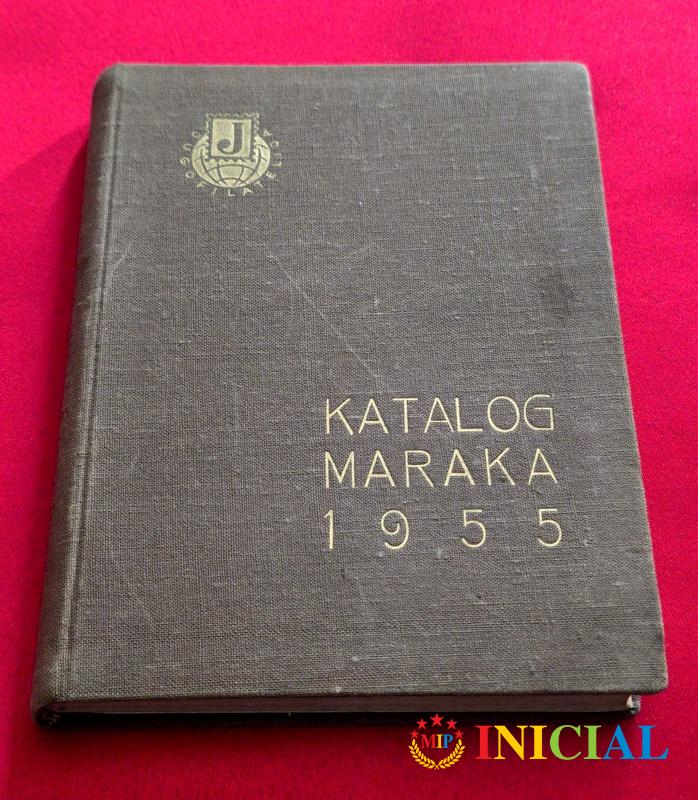 J
JUGOFILATELIJA
KATALOG
MARAKA
1955
MIP INICIAL